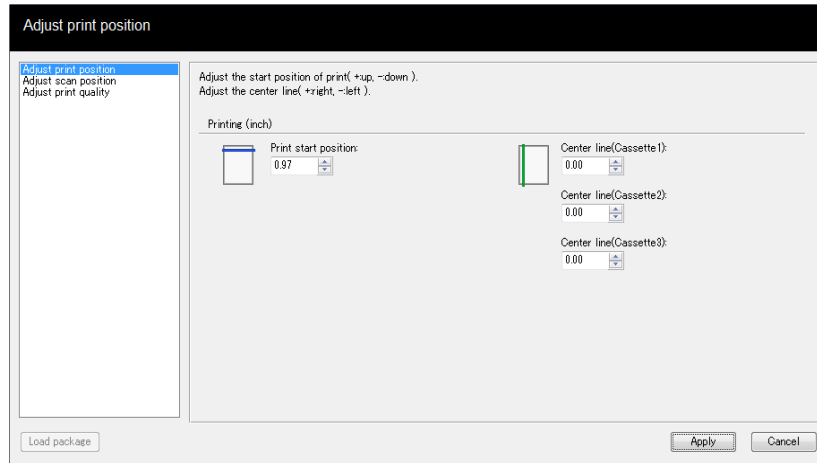 Adjust print position
Adjust print position
Adjust scan position
Adjust print quality
Adjust the start position of print( +:up, -:down ).
Adjust the center line( +:right, -:left ).
Printing (inch)
Print start position:
0.97
Center line(Cassette1):
0.00
Center line(Cassette2):
0.00
Center line(Cassette3):
0.00
Load package
Apply
Cancel